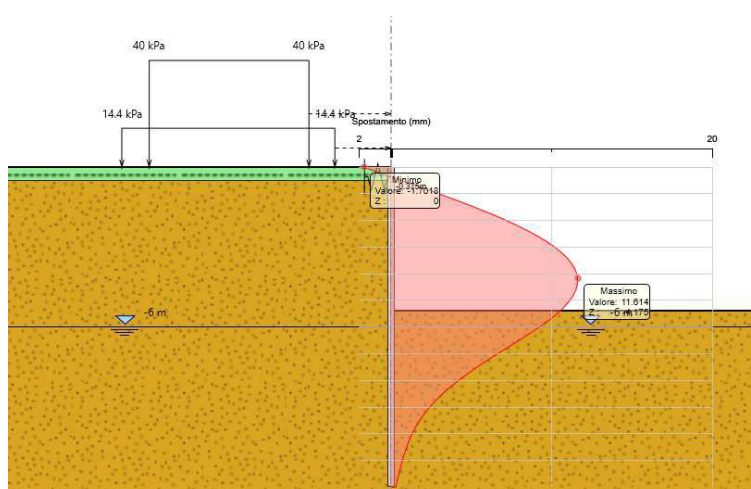 40 kPa 40 kPa
14.4 kPa 14.4 kPa
Spostamento (mm)
2 20
Minimo
Valore: -1.7018
Z : 0
-6 m
Massimo
Valore: 11.614
Z : -6 m